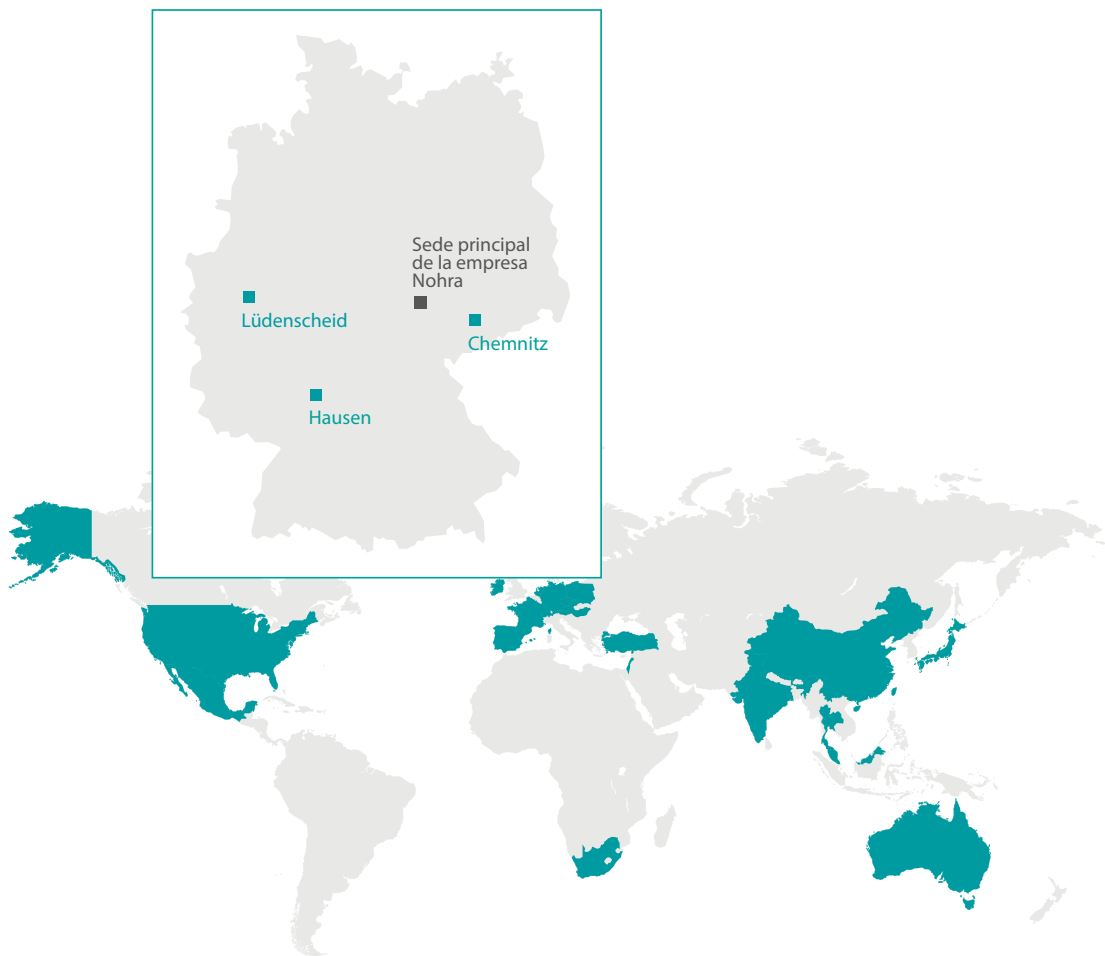 Sede principal
de la empresa
Nohra
Lüdenscheid
Chemnitz
Hausen